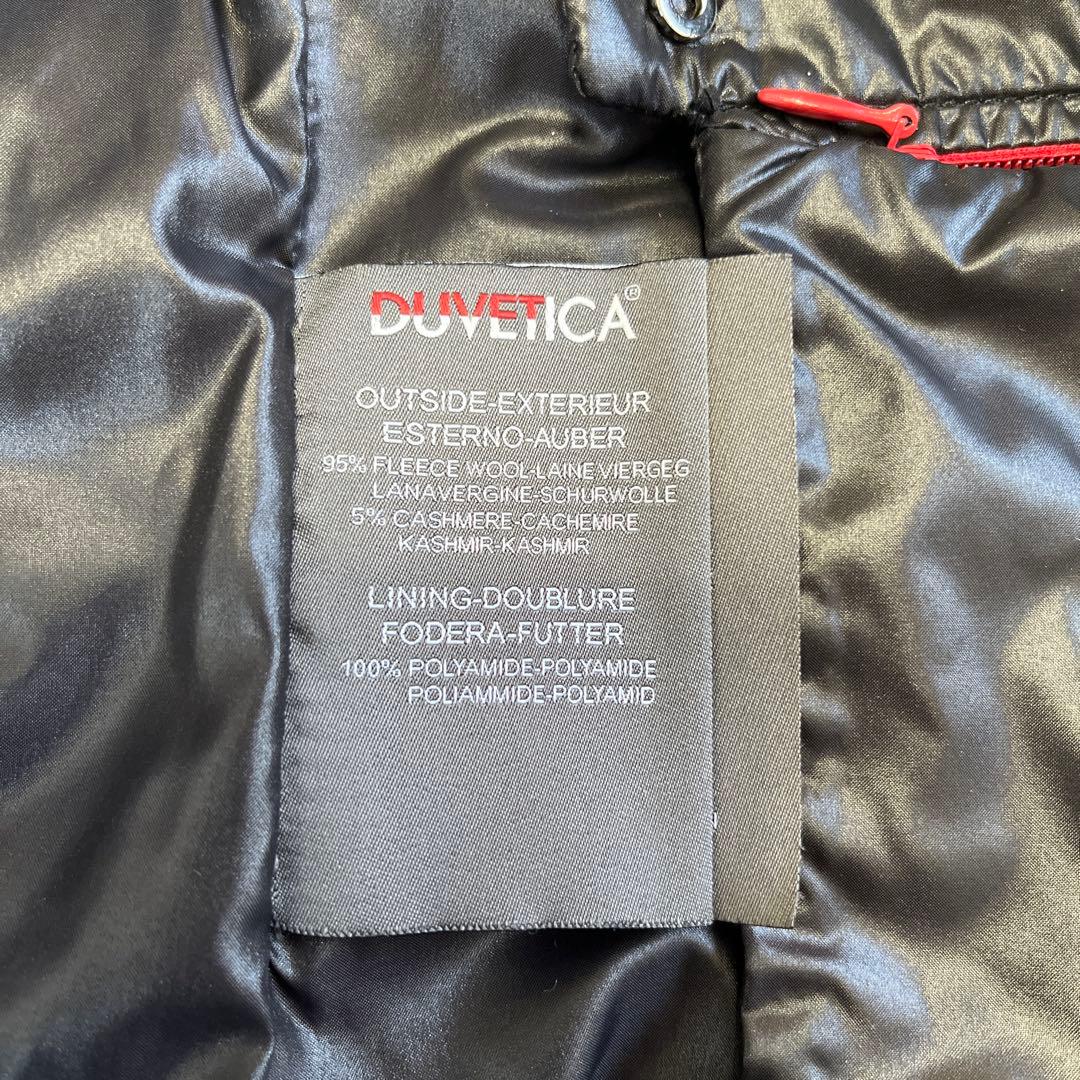 DUVETICA®
OUTSIDE-EXTERIEUR
ESTERNO-AUBER
95% FLEECE WOOL-LAINE VIERGEG
LANAVERGINE-SCHURWOLLE
5% CASHMERE-CACHEMIRE
KASHMIR-KASHMIR
LINING-DOUBLURE
FODERA-FUTTER
100% POLYAMIDE-POLYAMIDE
POLIAMMIDE-POLYAMID